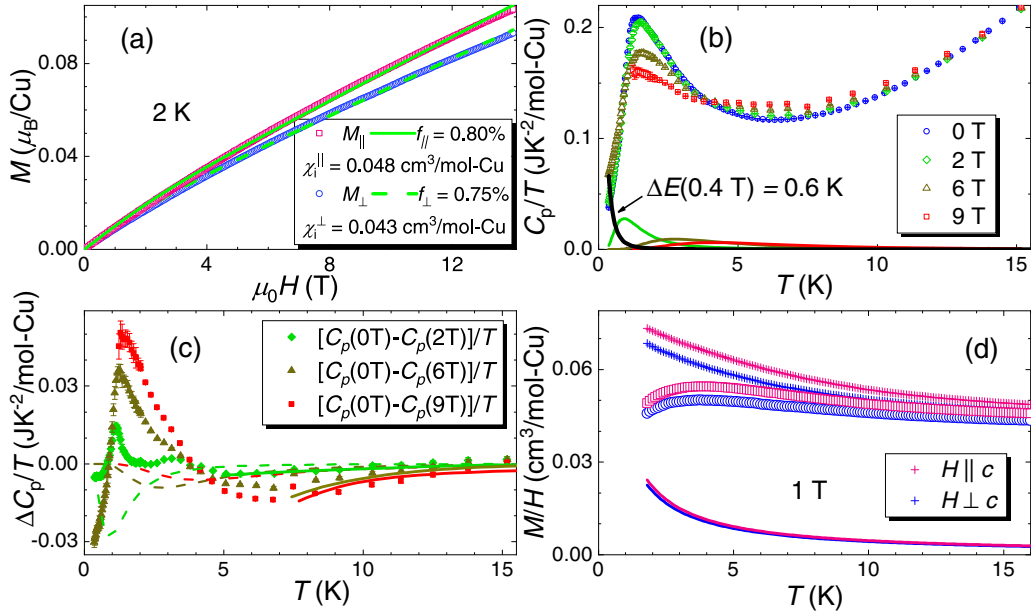 (a)
2 K
M∥ f// = 0.80%
χi∥ = 0.048 cm3/mol-Cu
M⊥ f⊥ = 0.75%
χi⊥ = 0.043 cm3/mol-Cu
M (μB/Cu)
0.08
0.04
0.00
0 4 8 12
μ0H (T)
(b)
ΔE(0.4 T) = 0.6 K
0 T
2 T
6 T
9 T
Cp/T (JK-2/mol-Cu)
0.2
0.1
0.0
0 5 10 15
T (K)
(c)
[Cp(0T)-Cp(2T)]/T
[Cp(0T)-Cp(6T)]/T
[Cp(0T)-Cp(9T)]/T
ΔCp/T (JK-2/mol-Cu)
0.03
0.00
-0.03
0 5 10 15
T (K)
(d)
1 T
H ∥ c
H ⊥ c
M/H (cm3/mol-Cu)
0.06
0.03
0.00
0 5 10 15
T (K)